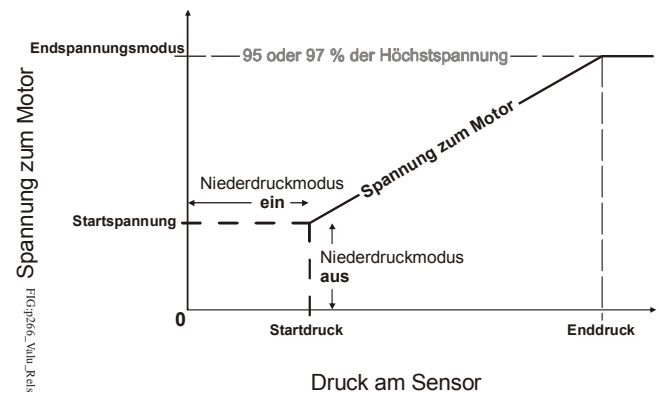 Endspannungsmodus
95 oder 97 % der Höchstspannung
Spannung zum Motor
Niederdruckmodus
ein
Spannung zum Motor
Startspannung
Niederdruckmodus
aus
FIG:p266_Valu_Rels
0
Startdruck
Enddruck
Druck am Sensor